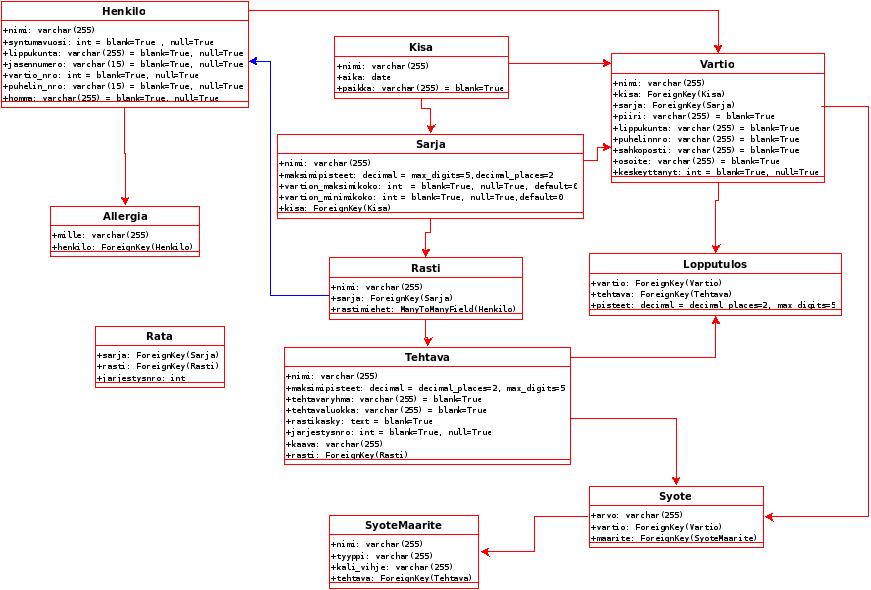 Henkilo
+nimi: varchar(255)
+syntumavuosi: int = blank=True , null=True
+lippukunta: varchar(255) = blank=True, null=True
+jasennumero: varchar(15) = blank=True, null=True
+vartio_nro: int = blank=True, null=True
+puhelin_nro: varchar(15) = blank=True, null=True
+homma: varchar(255) = blank=True, null=True
Kisa
+nimi: varchar(255)
+aika: date
+paikka: varchar(255) = blank=True
Vartio
+nimi: varchar(255)
+kisa: ForeignKey(Kisa)
+sarja: ForeignKey(Sarja)
+piiri: varchar(255) = blank=True
+lippukunta: varchar(255) = blank=True
+puhelinnro: varchar(255) = blank=True
+sahkoposti: varchar(255) = blank=True
+osoite: varchar(255) = blank=True
+keskeyttanyt: int = blank=True, null=True
Sarja
+nimi: varchar(255)
+maksimipisteet: decimal = max_digits=5,decimal_places=2
+vartion_maksimikoko: int = blank=True, null=True, default=0
+vartion_minimikoko: int = blank=True, null=True,default=0
+kisa: ForeignKey(Kisa)
Allergia
+mille: varchar(255)
+henkilo: ForeignKey(Henkilo)
Rasti
+nimi: varchar(255)
+sarja: ForeignKey(Sarja)
+rastimiehet: ManyToManyField(Henkilo)
Lopputulos
+vartio: ForeignKey(Vartio)
+tehtava: ForeignKey(Tehtava)
+pisteet: decimal = decimal_places=2, max_digits=5
Rata
+sarja: ForeignKey(Sarja)
+rasti: ForeignKey(Rasti)
+jarjestysnro: int
Tehtava
+nimi: varchar(255)
+maksimipisteet: decimal = decimal_places=2, max_digits=5
+tehtavaryhma: varchar(255) = blank=True
+tehtavaluokka: varchar(255) = blank=True
+rastikasky: text = blank=True
+jarjestysnro: int = blank=True, null=True
+kaava: varchar(255)
+rasti: ForeignKey(Rasti)
Syote
+arvo: varchar(255)
+vartio: ForeignKey(Vartio)
+maarite: ForeignKey(SyoteMaarite)
SyoteMaarite
+nimi: varchar(255)
+tyyppi: varchar(255)
+kali_vihje: varchar(255)
+tehtava: ForeignKey(Tehtava)